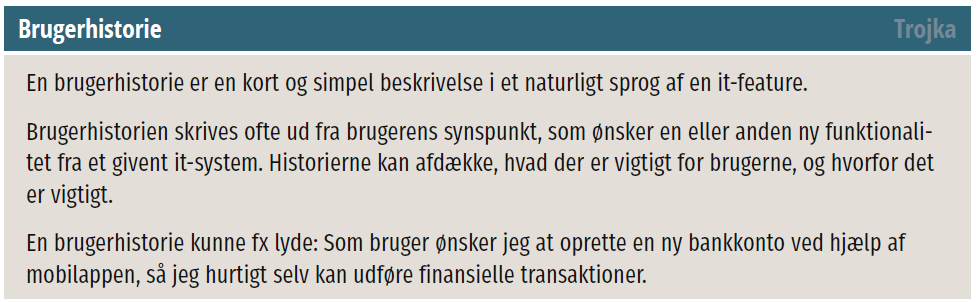 Brugerhistorie Trojka
En brugerhistorie er en kort og simpel beskrivelse i et naturligt sprog af en it-feature.
Brugerhistorien skrives ofte ud fra brugerens synspunkt, som ønsker en eller anden ny funktionali-
tet fra et givent it-system. Historierne kan afdække, hvad der er vigtigt for brugerne, og hvorfor det
er vigtigt.
En brugerhistorie kunne fx lyde: Som bruger ønsker jeg at oprette en ny bankkonto ved hjælp af
mobilappen, så jeg hurtigt selv kan udføre finansielle transaktioner.